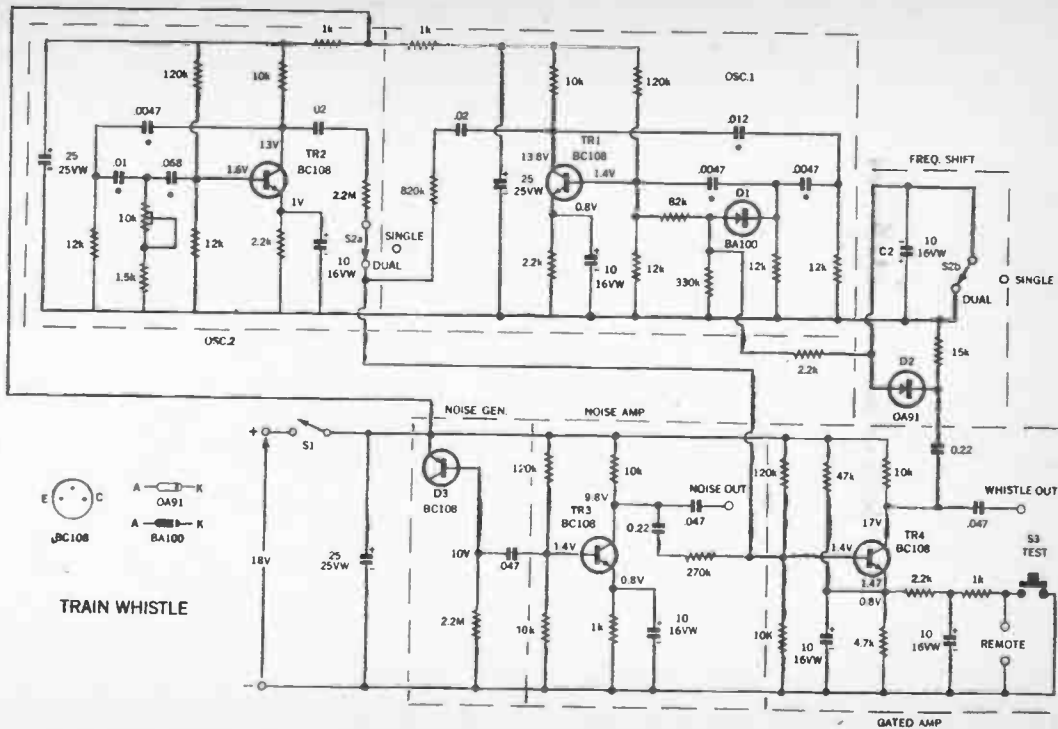 1k
1k
120k
10k
10k
120k
OSC.1
.0047
.02
.02
.012
13V
TR2
BC108
TR1
BC108
FREQ. SHIFT
25
25VW
.01
.068
1.6V
13.8V
25
25VW
1.4V
.0047
.0047
2.2M
820k
D1
82k
1V
0.8V
BA100
10k
S2a
SINGLE
C2
10
16VW
S2b
12k
12k
2.2k
10
16VW
DUAL
2.2k
10
16VW
12k
330k
12k
12k
SINGLE
1.5k
DUAL
OSC.2
2.2k
15k
D2
OA91
NOISE GEN.
NOISE AMP
+
S1
0.22
120k
10k
120k
47k
10k
E
C
A
K
OA91
D3
BC108
9.8V
NOISE OUT
WHISTLE OUT
.047
.047
BC108
A
K
BA100
TR3
BC108
0.22
17V
TR4
BC108
S3
TEST
18V
25
25VW
10V
.047
1.4V
270k
1.4V
1.47
0.8V
2.2k
1k
0.8V
TRAIN WHISTLE
2.2M
10k
1k
10
16VW
10K
10
16VW
4.7k
10
16VW
REMOTE
-
GATED AMP